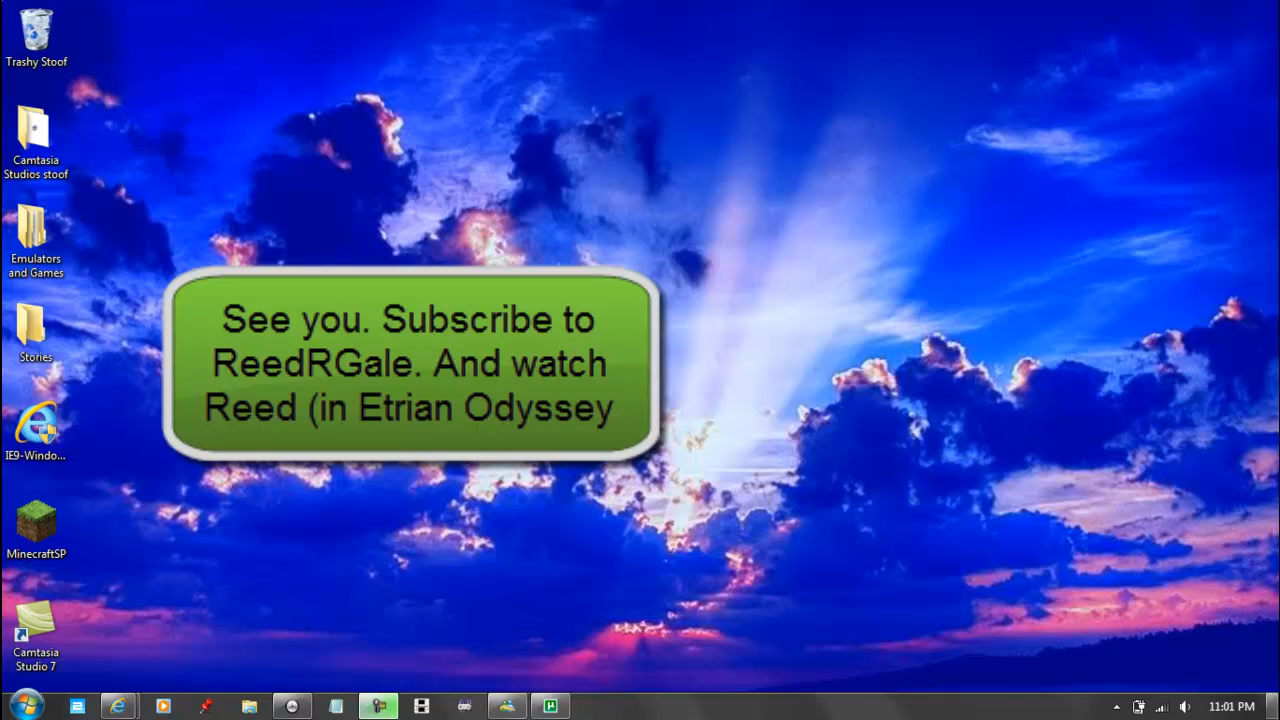 Trashy Stoof
Camtasia
Studios stoof
Emulators
and Games
Stories
IE9-Windo...
MinecraftSP
Camtasia
Studio 7
See you. Subscribe to
ReedRGale. And watch
Reed (in Etrian Odyssey
11:01 PM